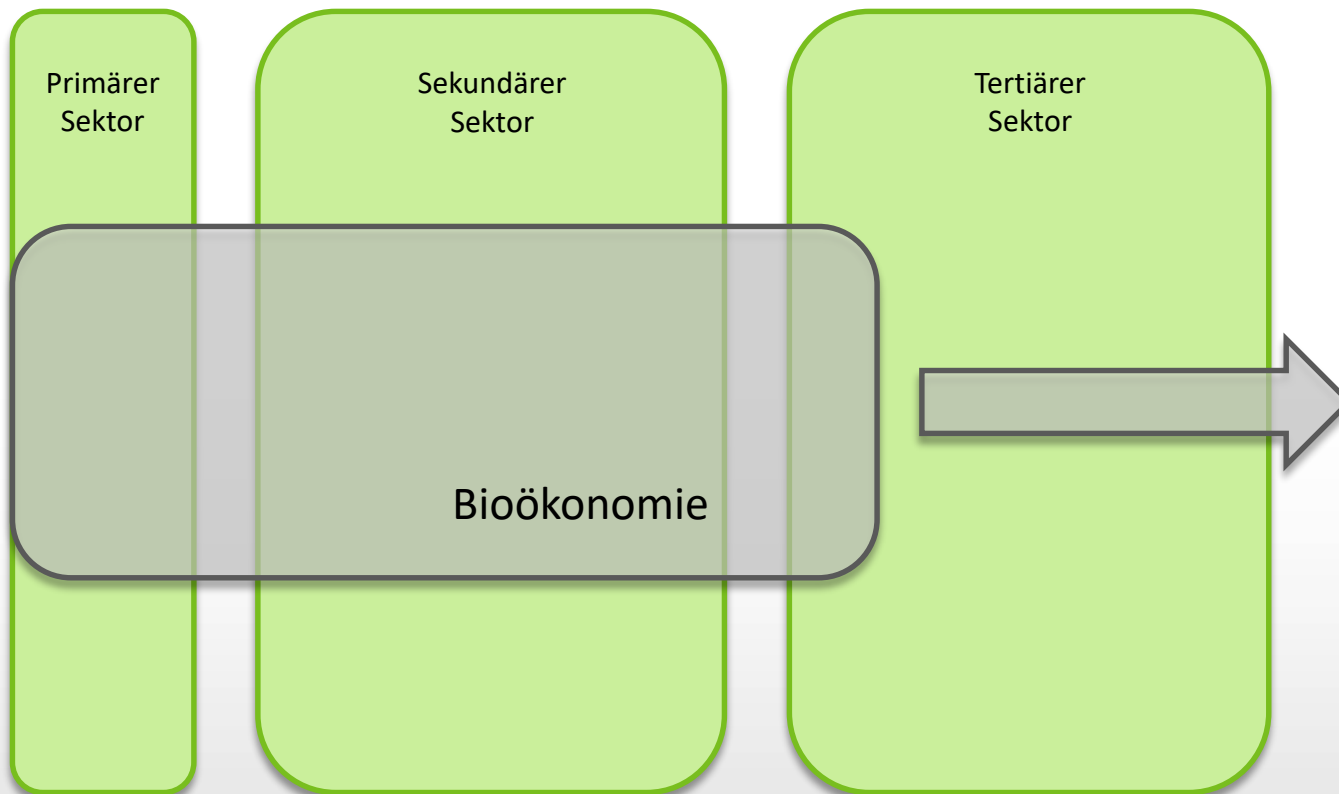 Primärer
Sektor
Sekundärer
Sektor
Tertiärer
Sektor
Bioökonomie